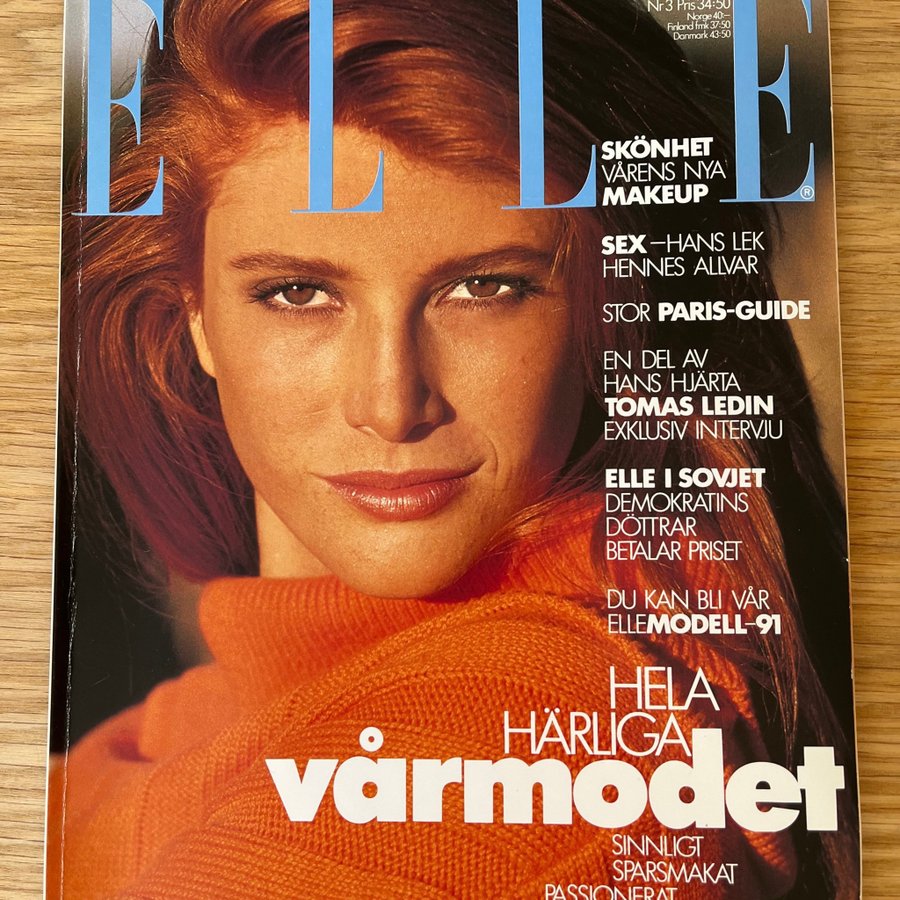 ELLE
Nr 3 Pris 34:50
Norge 40:–
Finland fmk 37:50
Danmark 43:50
SKÖNHET
VÅRENS NYA
MAKEUP
®
SEX–HANS LEK
HENNES ALLVAR
STOR PARIS-GUIDE
EN DEL AV
HANS HJÄRTA
TOMAS LEDIN
EXKLUSIV INTERVJU
ELLE I SOVJET
DEMOKRATINS
DÖTTRAR
BETALAR PRISET
DU KAN BLI VÅR
ELLEMODELL–91
HELA
HÄRLIGA
vårmodet
SINNLIGT
SPARSMAKAT
PASSIONERAT